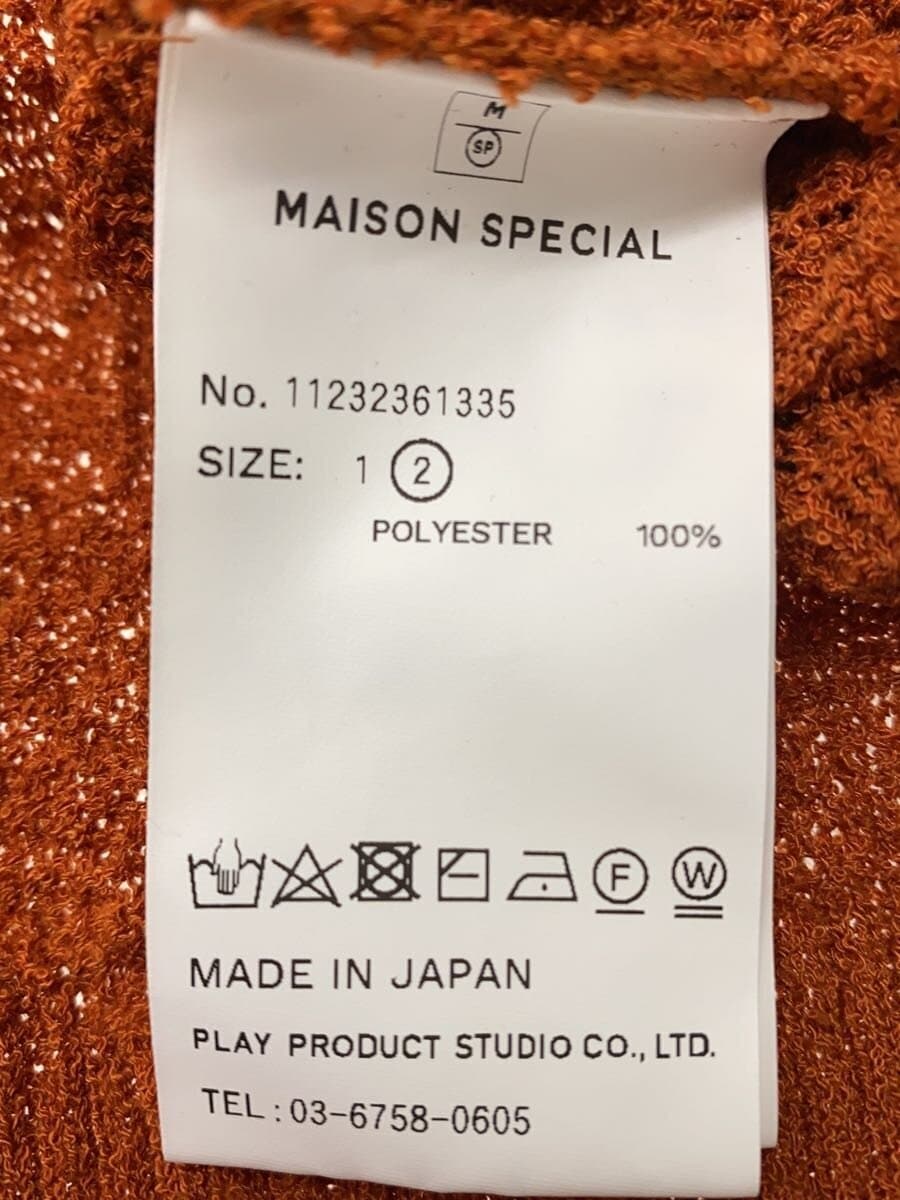 M
SP
MAISON SPECIAL
No. 11232361335
SIZE: 1 2
POLYESTER 100%
F W
MADE IN JAPAN
PLAY PRODUCT STUDIO CO., LTD.
TEL : 03-6758-0605